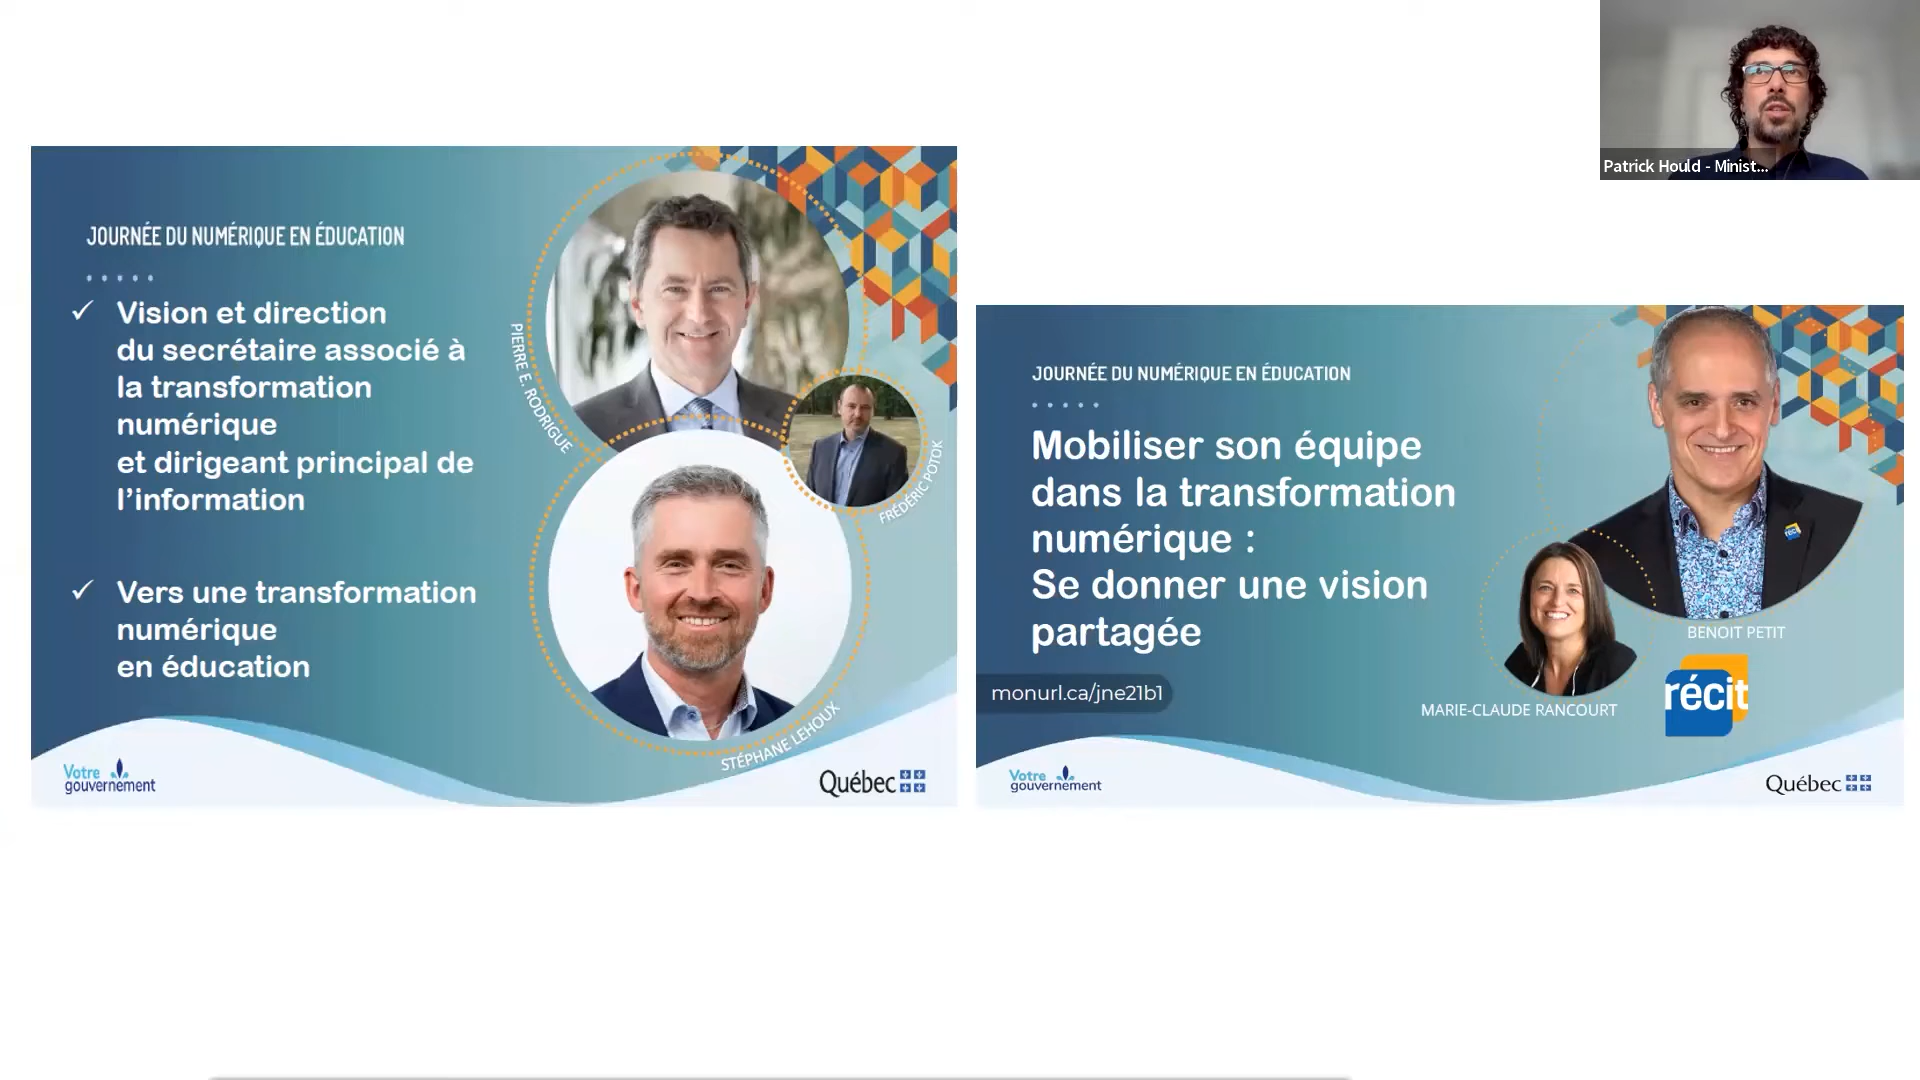 Patrick Hould - Minist...
JOURNÉE DU NUMÉRIQUE EN ÉDUCATION
Vision et direction
du secrétaire associé à
la transformation
numérique
et dirigeant principal de
l’information
Vers une transformation
numérique
en éducation
PIERRE E. RODRIGUE
FRÉDÉRIC POTOK
STÉPHANE LEHOUX
Votre
gouvernement
Québec
JOURNÉE DU NUMÉRIQUE EN ÉDUCATION
Mobiliser son équipe
dans la transformation
numérique :
Se donner une vision
partagée
monurl.ca/jne21b1
récit
BENOIT PETIT
MARIE-CLAUDE RANCOURT
récit
Votre
gouvernement
Québec